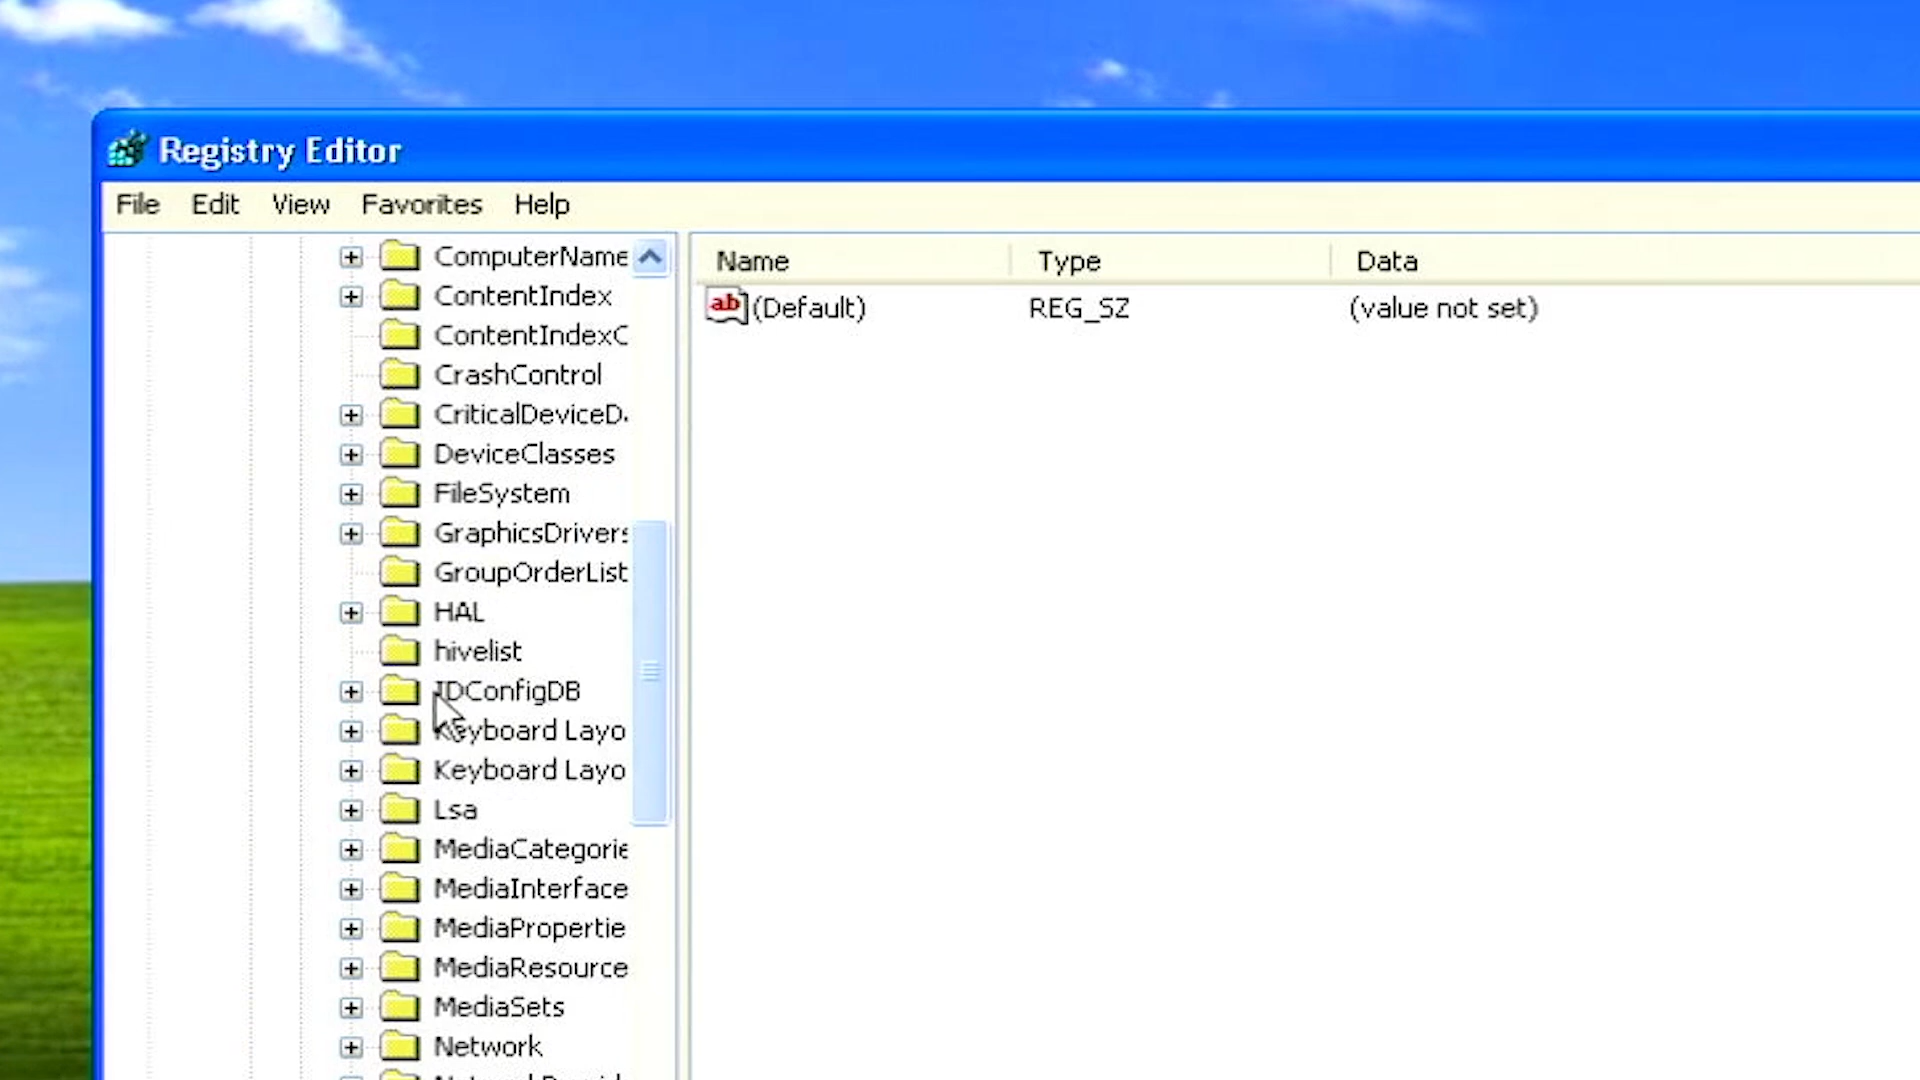 Registry Editor
File Edit View Favorites Help
Name Type Data
ab (Default) REG_SZ (value not set)
ComputerName
ContentIndex
ContentIndexC
CrashControl
CriticalDeviceDa
DeviceClasses
FileSystem
GraphicsDrivers
GroupOrderList
HAL
hivelist
IDConfigDB
Keyboard Layo
Keyboard Layo
Lsa
MediaCategorie
MediaInterface
MediaPropertie
MediaResource
MediaSets
Network